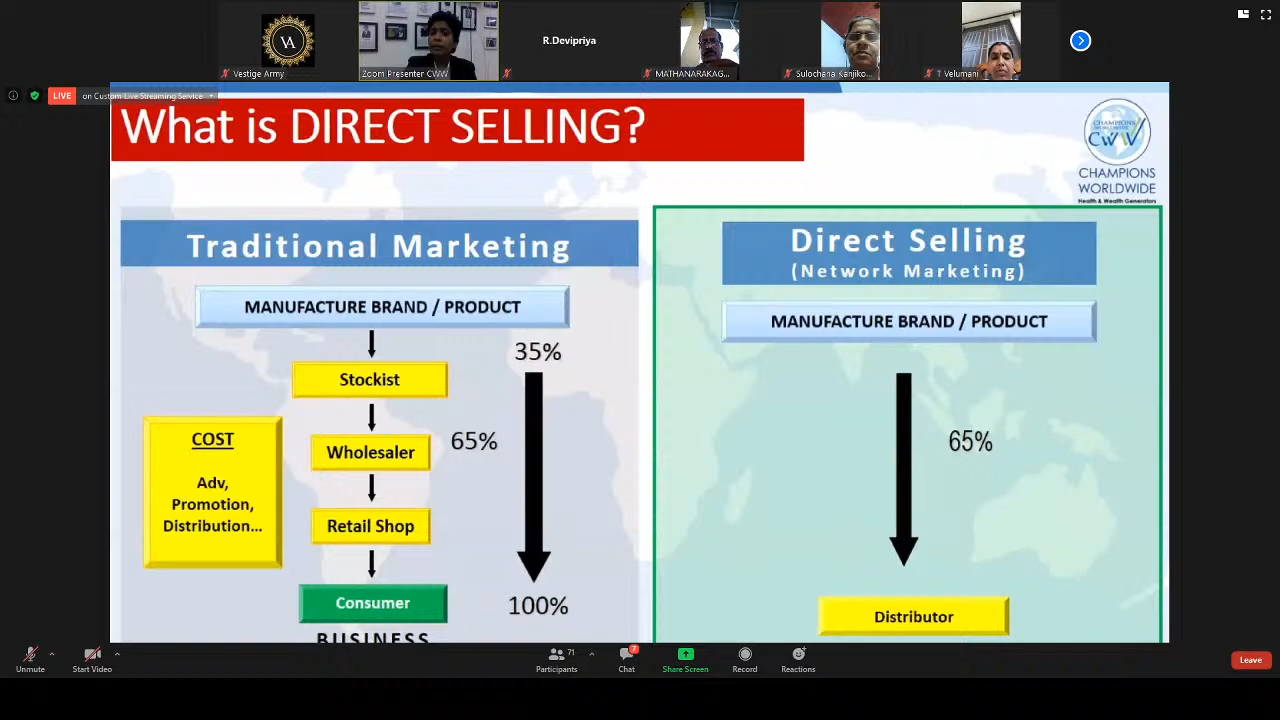 VA
R.Devipriya
Vestige Army
Zoom Presenter CWW
MATHANARAKAG...
Sulochana Kanjiko...
T Velumani
LIVE
on Custom Live Streaming Service
What is DIRECT SELLING?
CHAMPIONS
CWW
CHAMPIONS
WORLDWIDE
Health & Wealth Generators
Traditional Marketing
MANUFACTURE BRAND / PRODUCT
35%
Stockist
COST
Adv,
Promotion,
Distribution...
65%
Wholesaler
Retail Shop
Consumer
100%
BUSINESS
Direct Selling
(Network Marketing)
MANUFACTURE BRAND / PRODUCT
65%
Distributor
Unmute
Start Video
Participants
71
Chat
7
Share Screen
Record
Reactions
Leave